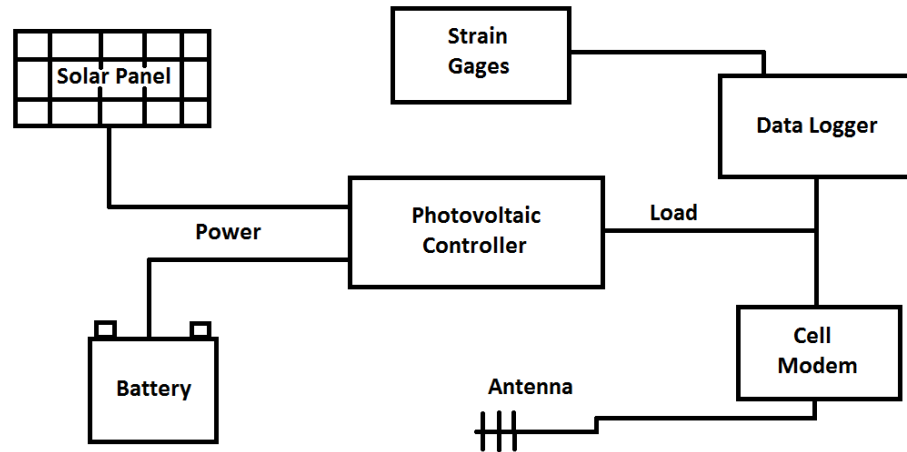 Solar Panel
Strain
Gages
Data Logger
Photovoltaic
Controller
Load
Power
Battery
Cell
Modem
Antenna